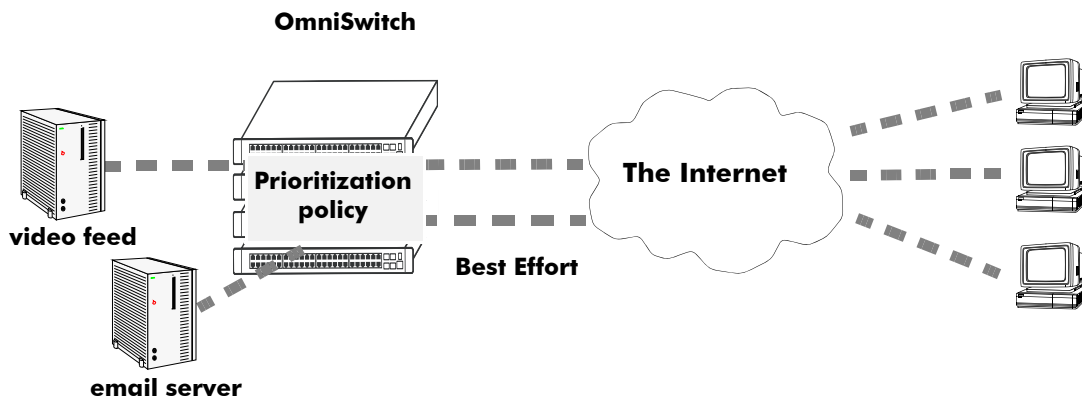 OmniSwitch
Prioritization
policy
The Internet
video feed
Best Effort
email server